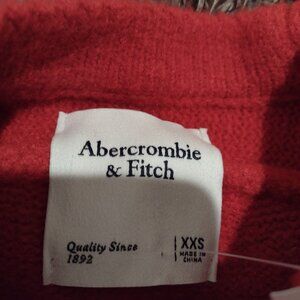 Abercrombie
& Fitch
Quality Since
1892
XXS
MADE IN
CHINA